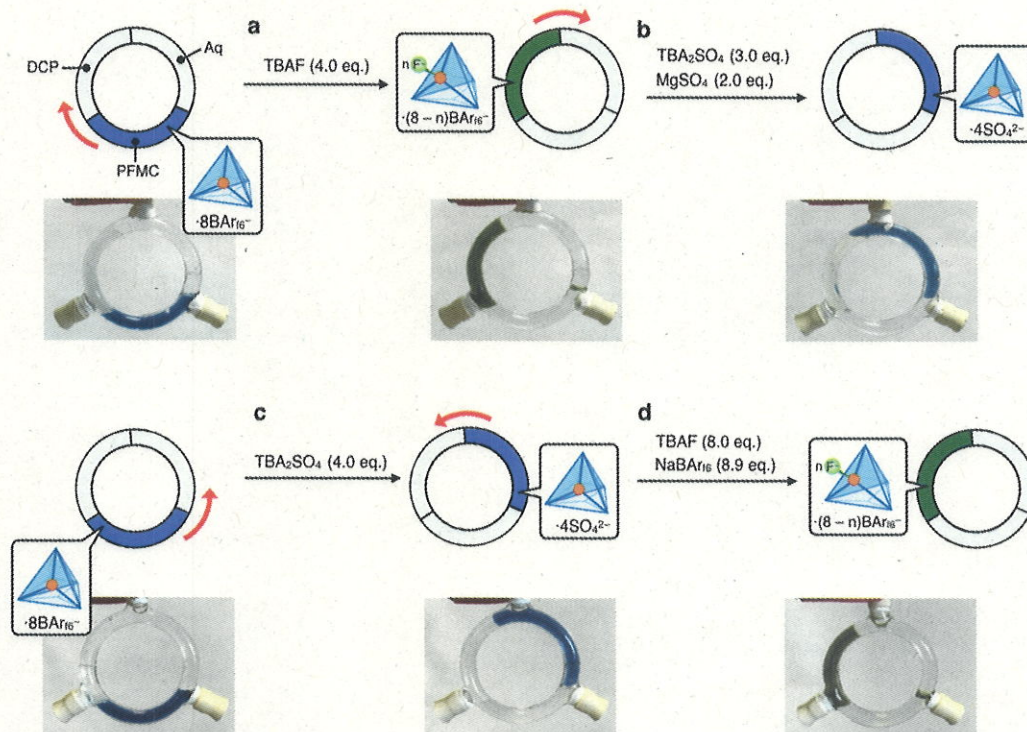 a
b
DCP
Aq
PFMC
·8BArf6⁻
TBAF (4.0 eq.)
n F⁻
·(8 – n)BArf6⁻
TBA₂SO₄ (3.0 eq.)
MgSO₄ (2.0 eq.)
·4SO₄²⁻
c
d
·8BArf6⁻
TBA₂SO₄ (4.0 eq.)
·4SO₄²⁻
TBAF (8.0 eq.)
NaBArf6 (8.9 eq.)
n F⁻
·(8 – n)BArf6⁻